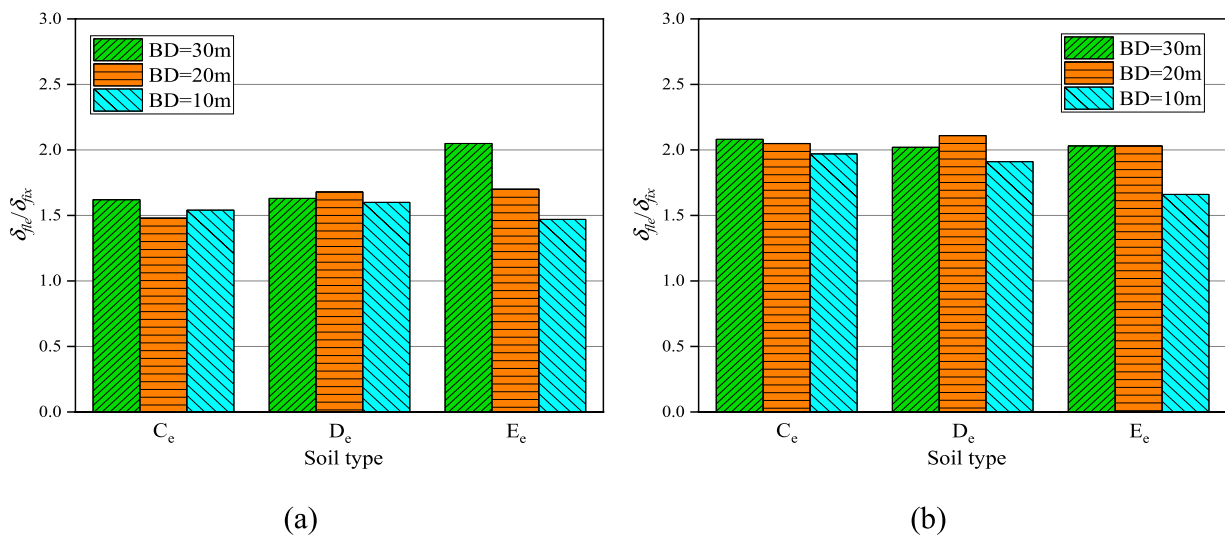 3.0
2.5
2.0
1.5
1.0
0.5
0.0
δfle/δfix
BD=30m
BD=20m
BD=10m
Ce De Ee
Soil type
(a)
3.0
2.5
2.0
1.5
1.0
0.5
0.0
δfle/δfix
BD=30m
BD=20m
BD=10m
Ce De Ee
Soil type
(b)